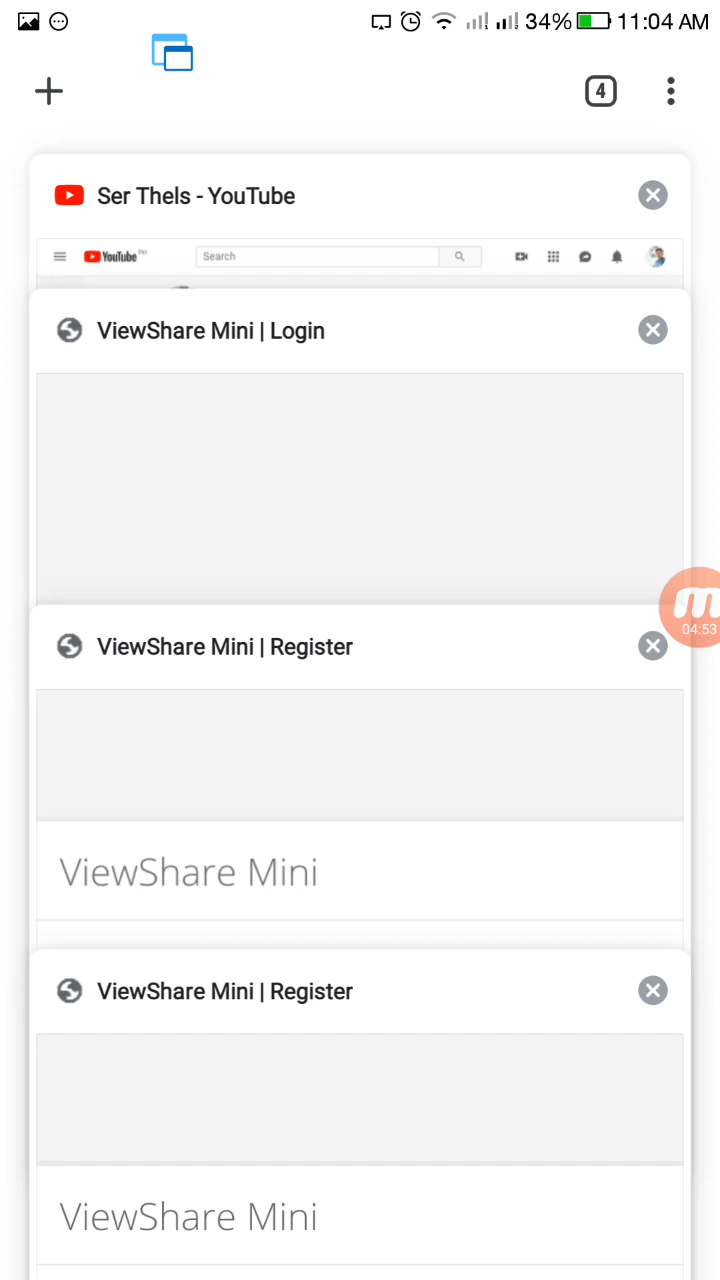 34% 11:04 AM
4
Ser Thels - YouTube
YouTube PH Search
ViewShare Mini | Login
m
04:53
ViewShare Mini | Register
ViewShare Mini
ViewShare Mini | Register
ViewShare Mini